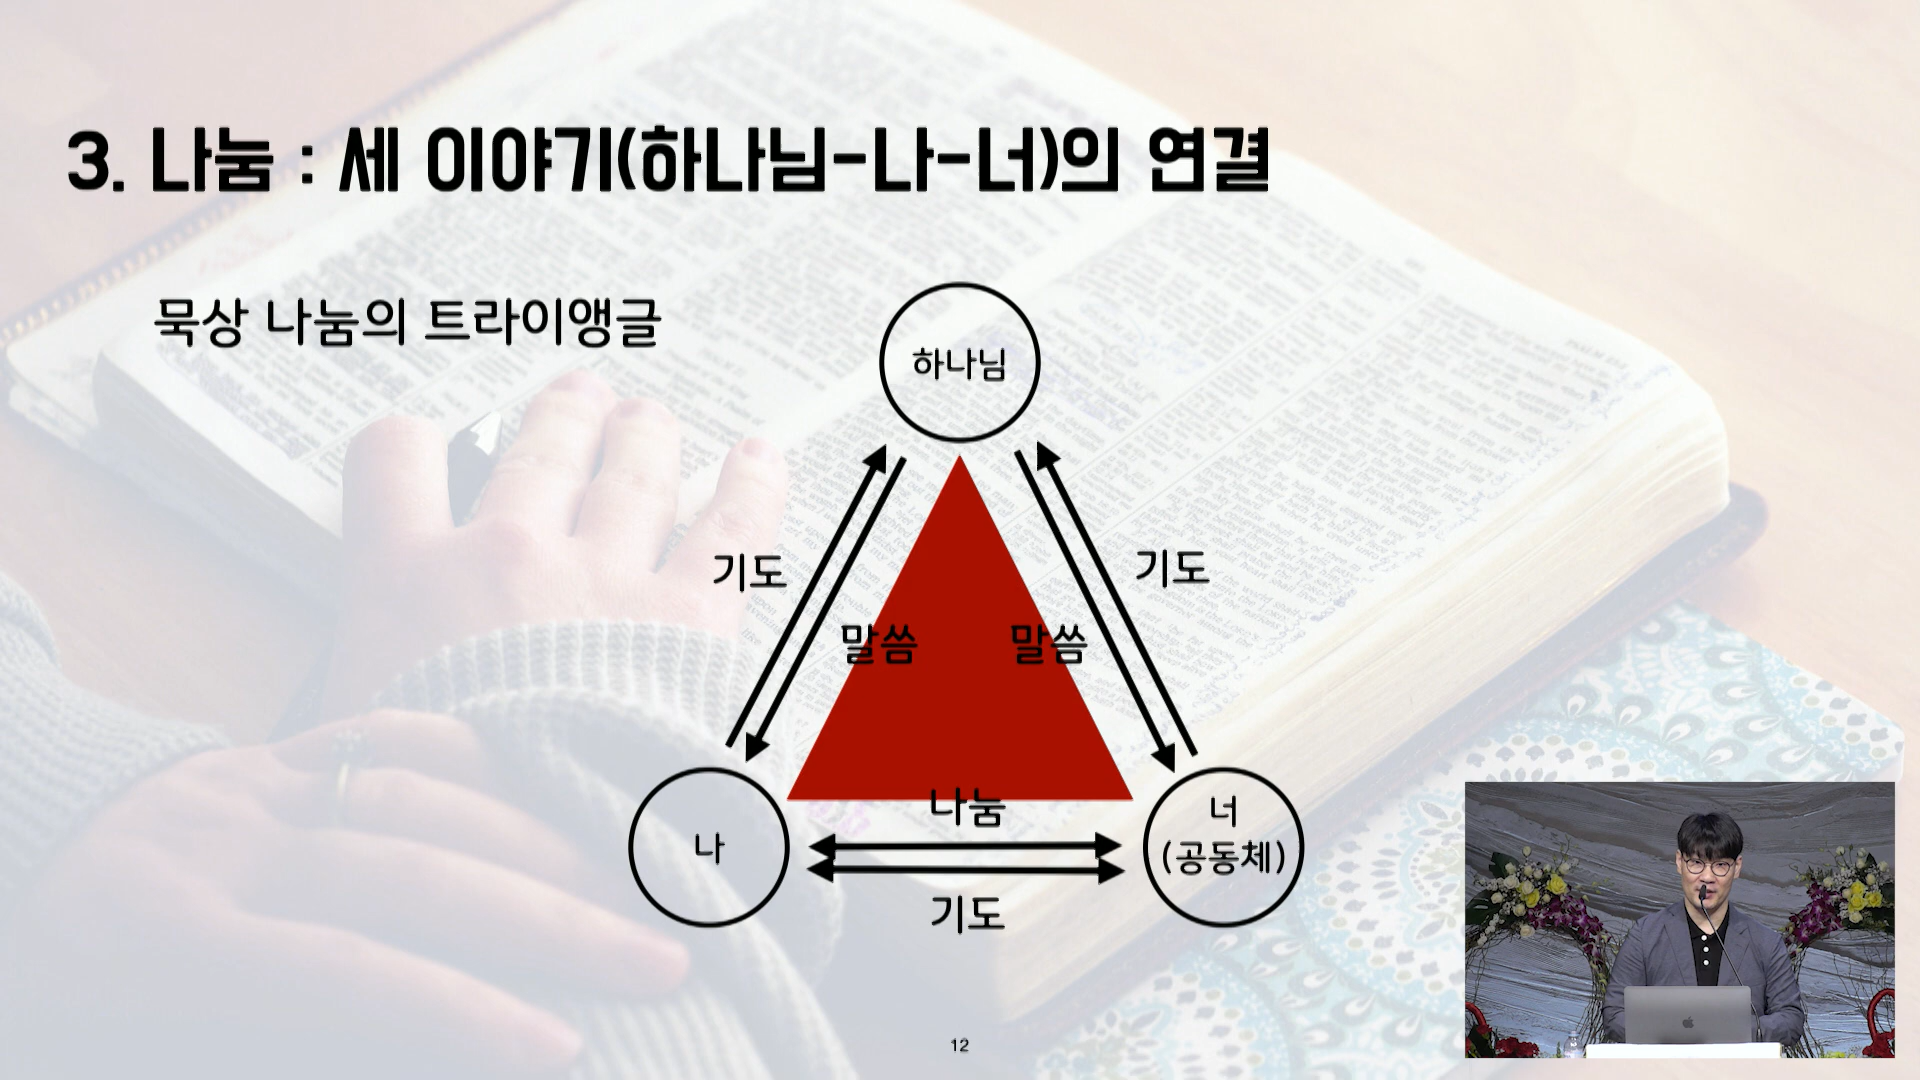 3. 나눔 : 세 이야기(하나님-나-너)의 연결
묵상 나눔의 트라이앵글
하나님
기도
기도
말씀
말씀
나눔
나
너
(공동체)
기도
12